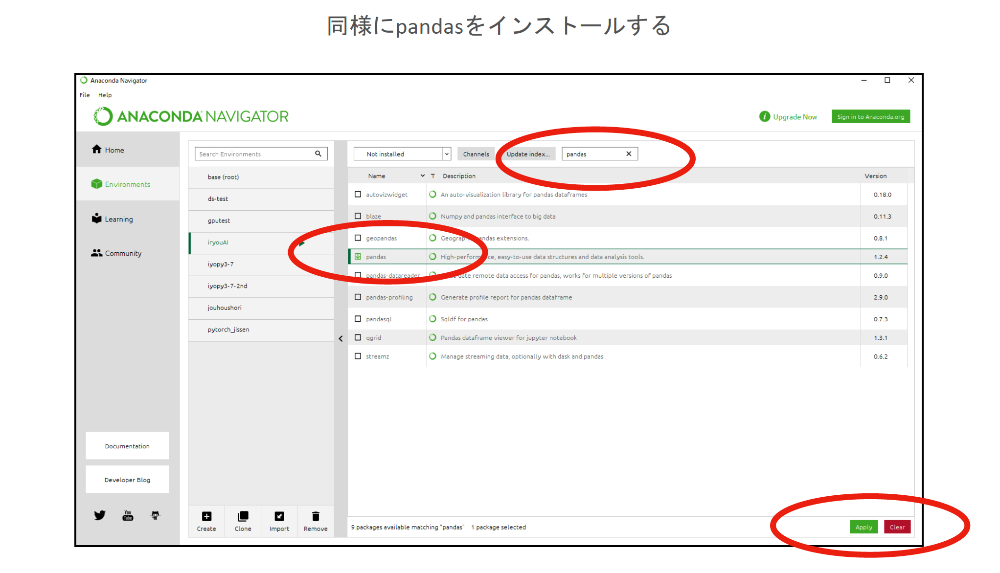 同様にpandasをインストールする
Anaconda Navigator
File Help
ANACONDA NAVIGATOR
Upgrade Now
Sign in to Anaconda.org
Home
Environments
Learning
Community
Documentation
Developer Blog
You
Tube
Search Environments
base (root)
ds-test
gputest
iryouAI
iyopy3-7
iyopy3-7-2nd
jouhoushori
pytorch_jissen
Create Clone Import Remove
Not installed Channels Update index... pandas
Name T Description Version
autovizwidget An auto-visualization library for pandas dataframes 0.18.0
blaze Numpy and pandas interface to big data 0.11.3
geopandas pandas extensions. 0.8.1
pandas easy-to-use data structures and data analysis tools. 1.2.4
pandas-datareader date remote data access for pandas, works for multiple versions of pandas 0.9.0
pandas-profiling Generate profile report for pandas dataframe 2.9.0
pandasql Sqldf for pandas 0.7.3
qgrid Pandas dataframe viewer for jupyter notebook 1.3.1
streamz Manage streaming data, optionally with dask and pandas 0.6.2
9 packages available matching "pandas" 1 package selected
Apply Clear